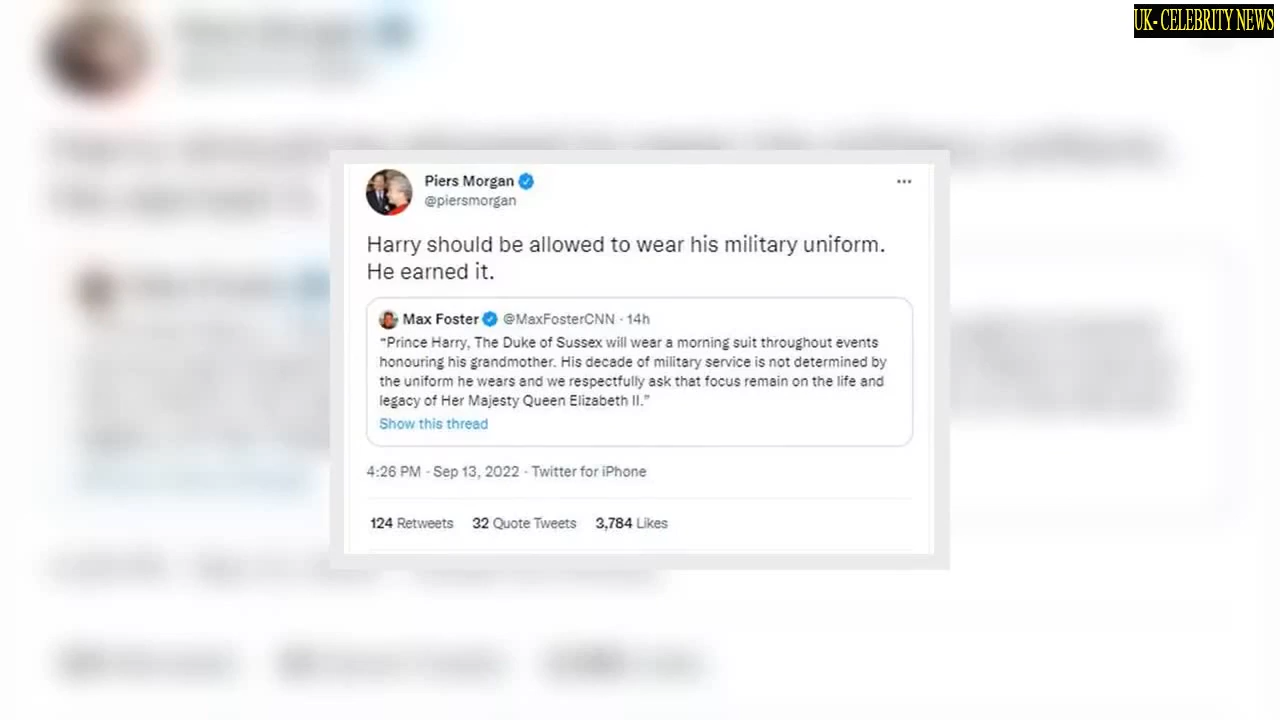 UK- CELEBRITY NEWS
Piers Morgan
@piersmorgan
Harry should be allowed to wear his military uniform.
He earned it.
Max Foster @MaxFosterCNN · 14h
“Prince Harry, The Duke of Sussex will wear a morning suit throughout events
honouring his grandmother. His decade of military service is not determined by
the uniform he wears and we respectfully ask that focus remain on the life and
legacy of Her Majesty Queen Elizabeth II.”
Show this thread
4:26 PM · Sep 13, 2022 · Twitter for iPhone
124 Retweets 32 Quote Tweets 3,784 Likes